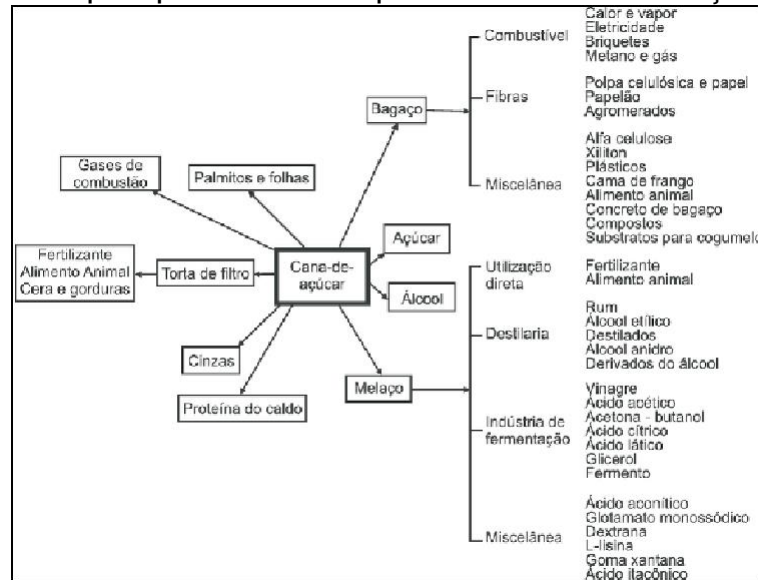 Calor e vapor
Eletricidade
Briquetes
Metano e gás
Combustível
Polpa celulósica e papel
Papelão
Agromerados
Fibras
Bagaço
Alfa celulose
Xiliton
Plásticos
Cama de frango
Alimento animal
Concreto de bagaço
Compostos
Substratos para cogumelo
Miscelânea
Gases de
combustão
Palmitos e folhas
Açúcar
Cana-de-
açúcar
Álcool
Fertilizante
Alimento Animal
Cera e gorduras
Torta de filtro
Cinzas
Proteína do caldo
Melaço
Utilização
direta
Fertilizante
Alimento animal
Destilaria
Rum
Álcool etílico
Destilados
Álcool anidro
Derivados do álcool
Indústria de
fermentação
Vinagre
Ácido acético
Acetona - butanol
Ácido cítrico
Ácido lático
Glicerol
Fermento
Miscelânea
Ácido aconítico
Glotamato monossódico
Dextrana
L-lisina
Goma xantana
Ácido itacônico